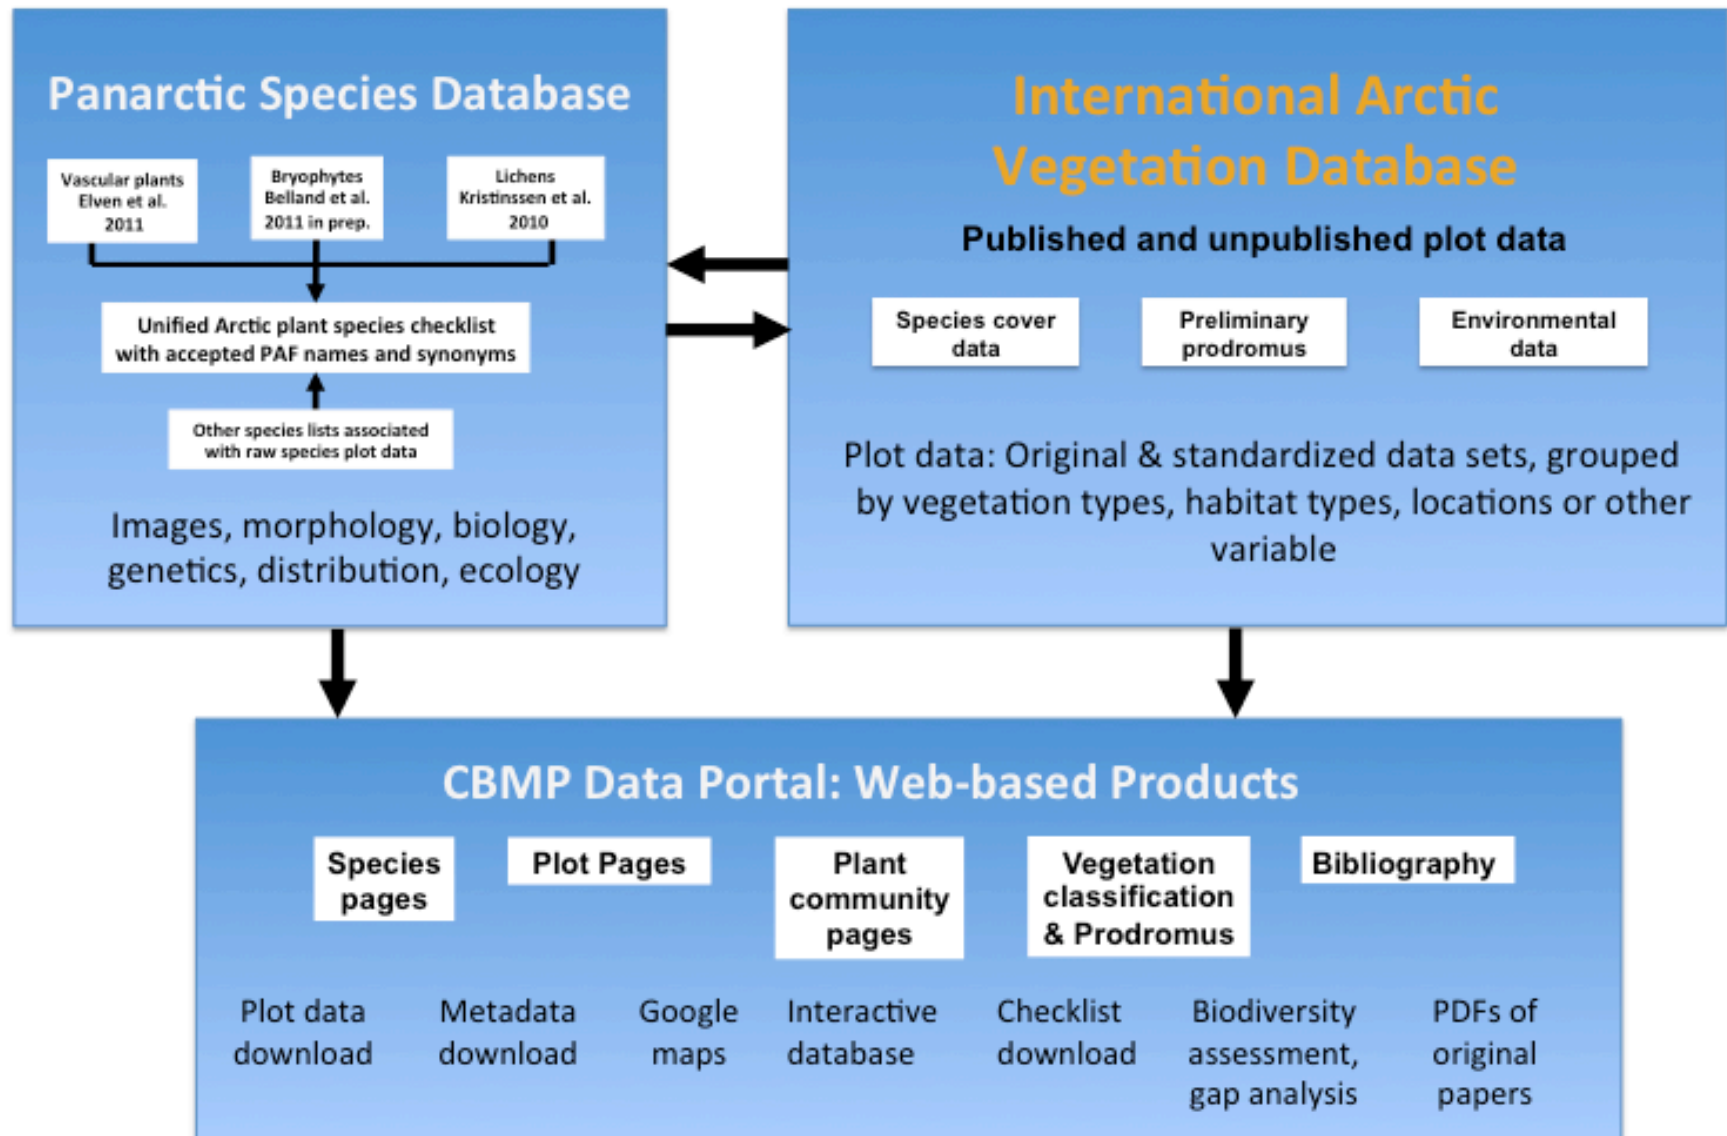 Panarctic Species Database
Vascular plants
Elven et al.
2011
Bryophytes
Belland et al.
2011 in prep.
Lichens
Kristinssen et al.
2010
Unified Arctic plant species checklist
with accepted PAF names and synonyms
Other species lists associated
with raw species plot data
Images, morphology, biology,
genetics, distribution, ecology
International Arctic
Vegetation Database
Published and unpublished plot data
Species cover
data
Preliminary
prodromus
Environmental
data
Plot data: Original & standardized data sets, grouped
by vegetation types, habitat types, locations or other
variable
CBMP Data Portal: Web-based Products
Species
pages
Plot Pages
Plant
community
pages
Vegetation
classification
& Prodromus
Bibliography
Plot data
download
Metadata
download
Google
maps
Interactive
database
Checklist
download
Biodiversity
assessment,
gap analysis
PDFs of
original
papers